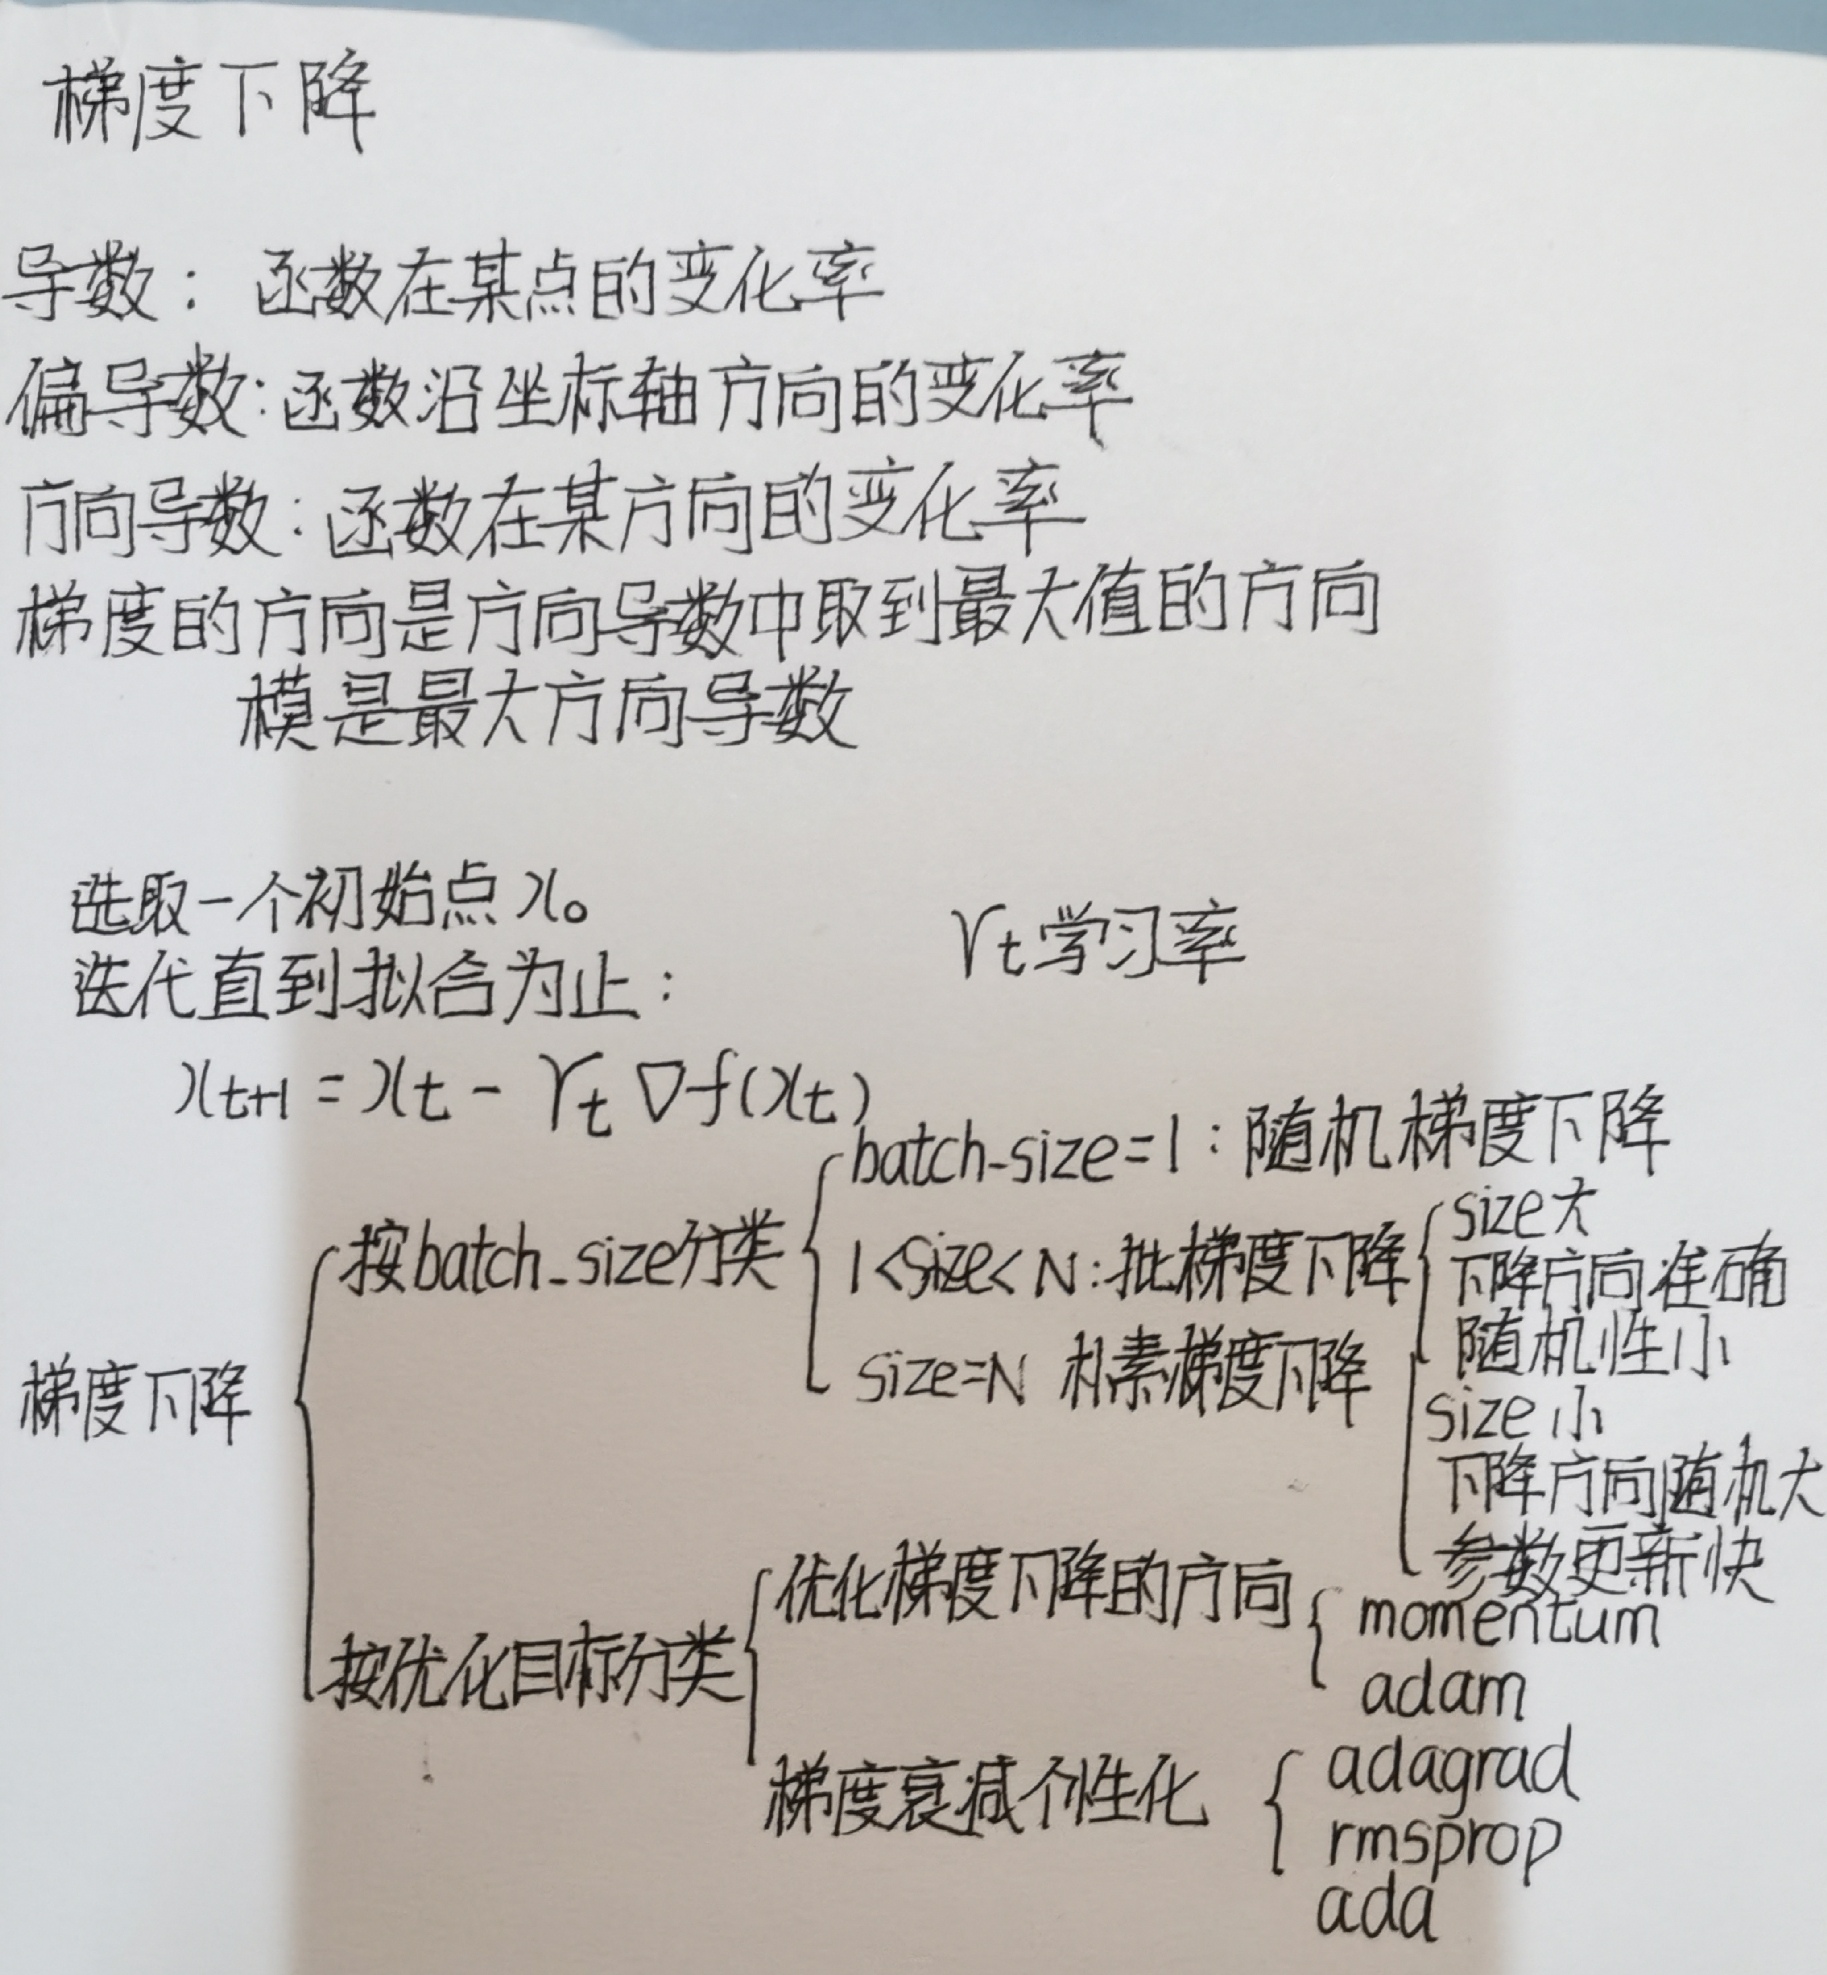 梯度下降
导数：函数在某点的变化率
偏导数：函数沿坐标轴方向的变化率
方向导数：函数在某方向的变化率
梯度的方向是方向导数中取到最大值的方向
模是最大方向导数
选取一个初始点 x₀
γt 学习率
迭代直到拟合为止：
xt+1 = xt - γt ∇f(xt)
batch-size=1：随机梯度下降
size大
按batch_size分类
1<size<N：批梯度下降
下降方向准确
随机性小
size=N 朴素梯度下降
梯度下降
size小
下降方向随机大
参数更新快
优化梯度下降的方向
momentum
按优化目标分类
adam
adagrad
梯度衰减个性化
rmsprop
ada